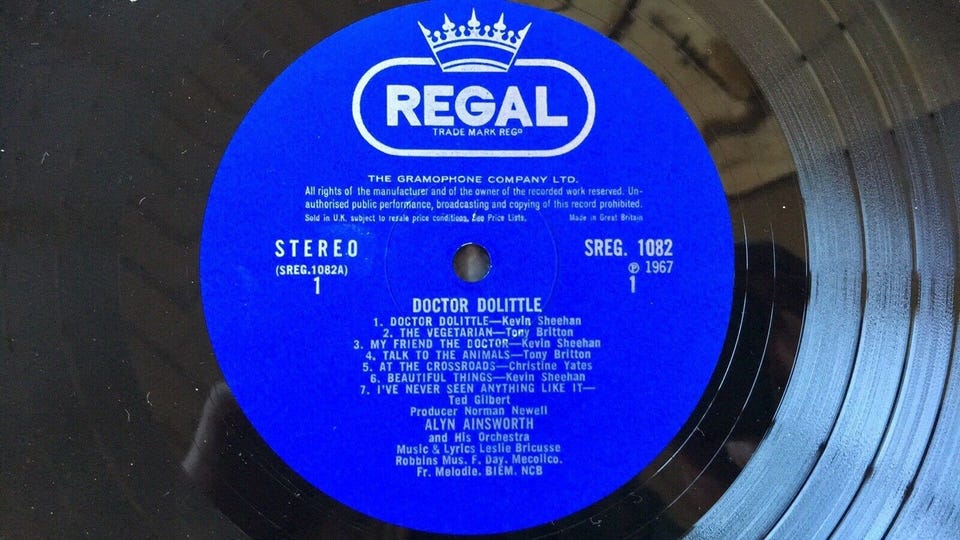 REGAL
TRADE MARK REGD
THE GRAMOPHONE COMPANY LTD.
All rights of the manufacturer and of the owner of the recorded work reserved. Un-
authorised public performance, broadcasting and copying of this record prohibited.
Sold in U.K. subject to resale price conditions, See Price Lists. Made in Great Britain
STEREO SREG. 1082
(SREG.1082A) ℗ 1967
1 1
DOCTOR DOLITTLE
1. DOCTOR DOLITTLE—Kevin Sheehan
2. THE VEGETARIAN—Tony Britton
3. MY FRIEND THE DOCTOR—Kevin Sheehan
4. TALK TO THE ANIMALS—Tony Britton
5. AT THE CROSSROADS—Christine Yates
6. BEAUTIFUL THINGS—Kevin Sheehan
7. I'VE NEVER SEEN ANYTHING LIKE IT—
Ted Gilbert
Producer Norman Newell
ALYN AINSWORTH
and His Orchestra
Music & Lyrics Leslie Bricusse
Robbins Mus. F. Day. Mecolico.
Fr. Melodie. BIEM. NCB